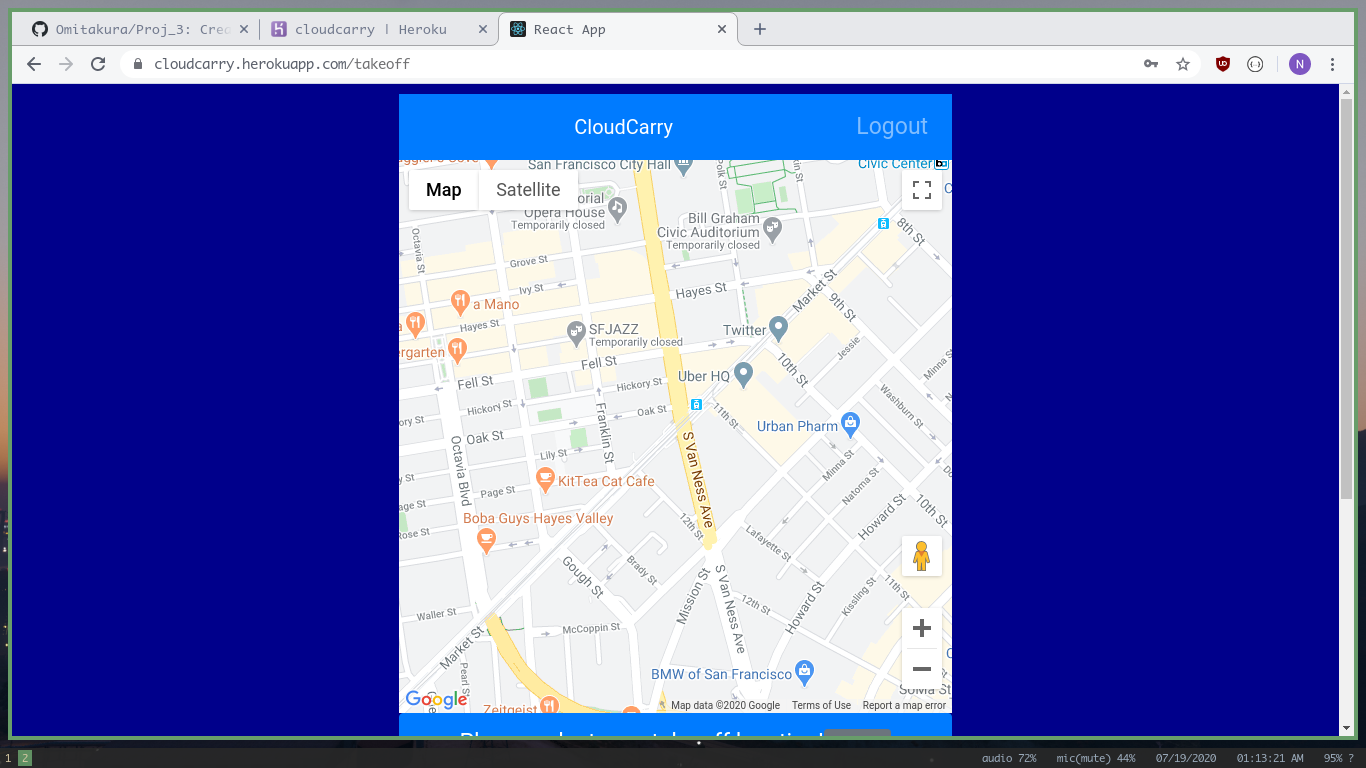 Omitakura/Proj_3: Crea
cloudcarry | Heroku
React App
cloudcarry.herokuapp.com/takeoff
N
CloudCarry
Logout
San Francisco City Hall
Civic Center
Map
Satellite
Opera House
Temporarily closed
Bill Graham
Civic Auditorium
Temporarily closed
Polk St
8th St
Octavia St
Grove St
Ivy St
Hayes St
Market St
9th St
a Mano
Hayes St
SFJAZZ
Temporarily closed
Twitter
Jessie
Minna St
Fell St
10th St
Fell St
Hickory St
Uber HQ
Washburn St
Hickory St
Oak St
11th St
Franklin St
Urban Pharm
Oak St
Octavia Blvd
Lily St
S Van Ness Ave
Minna St
KitTea Cat Cafe
Natoma St
Page St
10th St
Boba Guys Hayes Valley
12th St
Howard St
Rose St
Lafayette St
Gough St
Brady St
Mission St
S Van Ness Ave
11th St
Kissling St
12th St
Howard St
Waller St
McCoppin St
Market St
Pearl St
BMW of San Francisco
Google
Zeitgeist
Map data ©2020 Google
Terms of Use
Report a map error
1 2
audio 72% mic(mute) 44% 07/19/2020 01:13:21 AM 95% ?